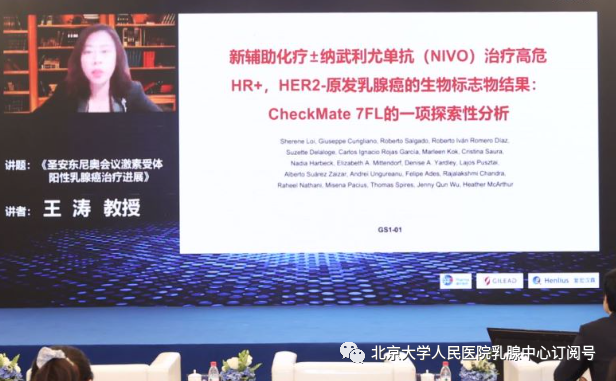 新辅助化疗±纳武利尤单抗（NIVO）治疗高危
HR+，HER2-原发乳腺癌的生物标志物结果：
CheckMate 7FL的一项探索性分析
Sherene Loi, Giuseppe Curigliano, Roberto Salgado, Roberto Iván Romero Díaz,
Suzette Delaloge, Carlos Ignacio Rojas García, Marleen Kok, Cristina Saura,
Nadia Harbeck, Elizabeth A. Mittendorf, Denise A. Yardley, Lajos Pusztai,
Alberto Suárez Zaizar, Andrei Ungureanu, Felipe Ades, Rajalakshmi Chandra,
Rahael Nathani, Misena Pacius, Thomas Spires, Jenny Qun Wu, Heather McArthur
GS1-01
讲题：《圣安东尼奥会议激素受体
阳性乳腺癌治疗进展》
讲者：王 涛 教授
GILEAD
Henlius
北京大学人民医院乳腺中心订阅号